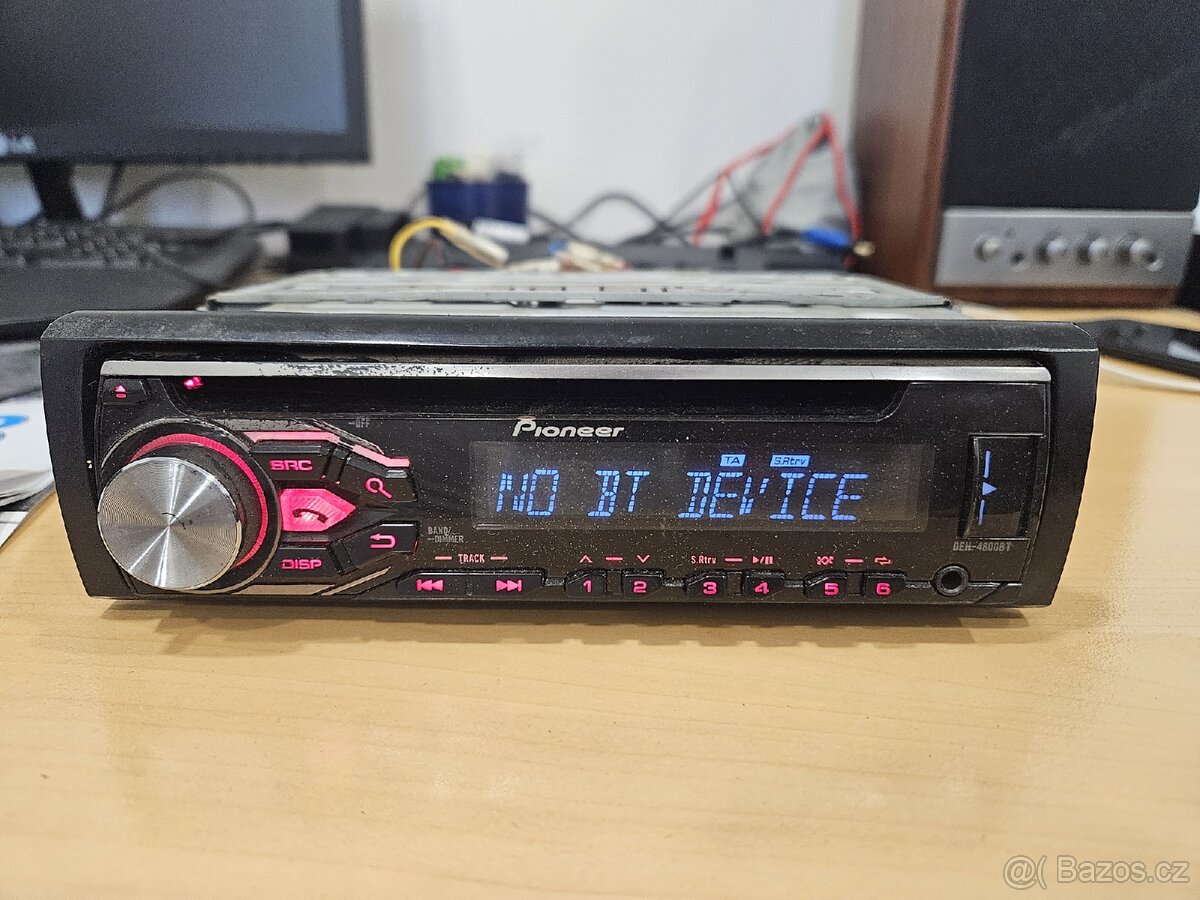 LG
OFF
Pioneer
SRC
TA S.Rtrv
NO BT DEVICE
BAND/
DIMMER
DISP
TRACK
S.Rtrv
1 2 3 4 5 6
DEH-4800BT
@( Bazos.cz